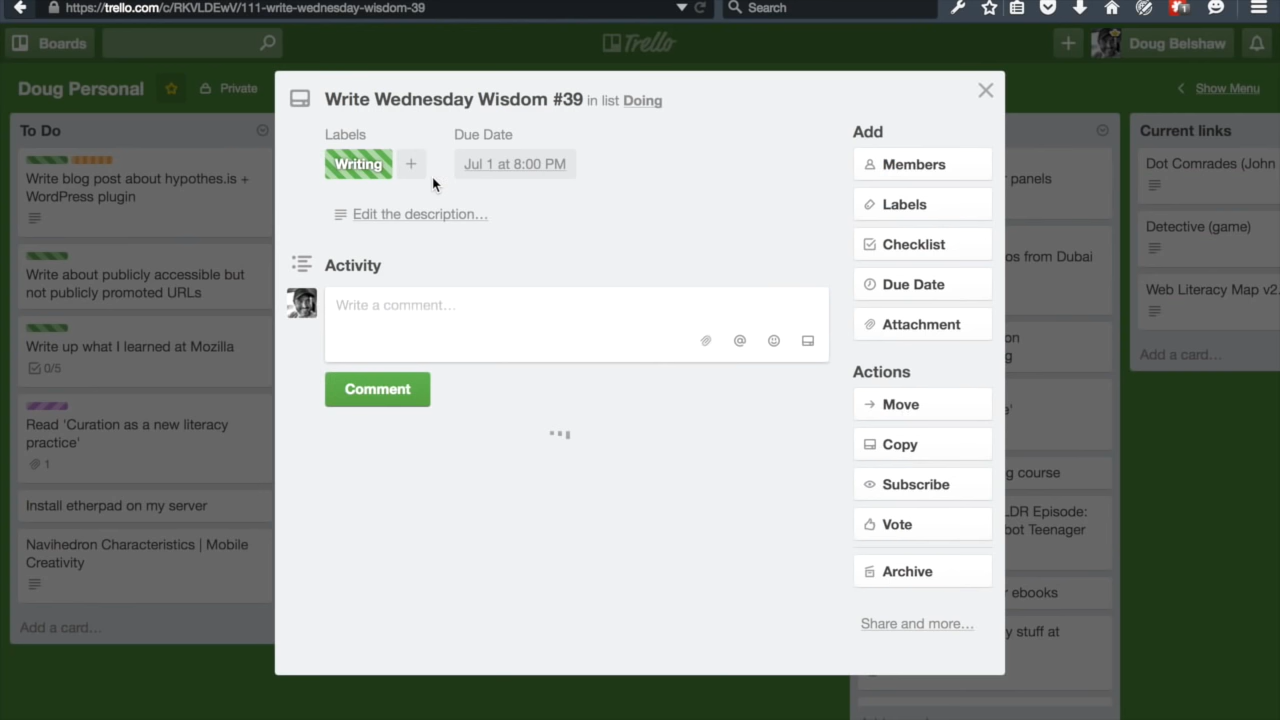 https://trello.com/c/RKVLDEwV/111-write-wednesday-wisdom-39
Search
1
Boards
Trello
Doug Belshaw
Doug Personal
Private
Show Menu
To Do
Write blog post about hypothes.is +
WordPress plugin
Write about publicly accessible but
not publicly promoted URLs
Write up what I learned at Mozilla
0/5
Read 'Curation as a new literacy
practice'
1
Install etherpad on my server
Navihedron Characteristics | Mobile
Creativity
Add a card…
Write Wednesday Wisdom #39 in list Doing
Labels
Due Date
Writing
Jul 1 at 8:00 PM
Edit the description…
Activity
Write a comment…
Comment
Add
Members
Labels
Checklist
Due Date
Attachment
Actions
Move
Copy
Subscribe
Vote
Archive
Share and more…
panels
os from Dubai
on
g
e'
g course
LDR Episode:
bot Teenager
r ebooks
y stuff at
Current links
Dot Comrades (John
Detective (game)
Web Literacy Map v2.
Add a card…